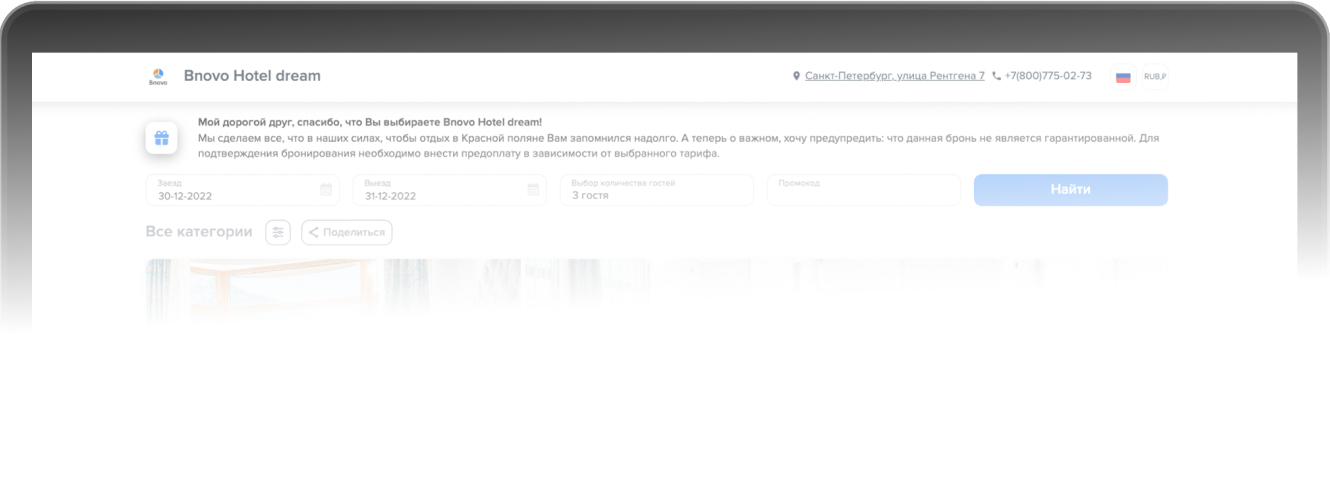 Bnovo
Bnovo Hotel dream
Санкт-Петербург, улица Рентгена 7
+7(800)775-02-73
RUB,₽
Мой дорогой друг, спасибо, что Вы выбираете Bnovo Hotel dream!
Мы сделаем все, что в наших силах, чтобы отдых в Красной поляне Вам запомнился надолго. А теперь о важном, хочу предупредить: что данная бронь не является гарантированной. Для
подтверждения бронирования необходимо внести предоплату в зависимости от выбранного тарифа.
Заезд
30-12-2022
Выезд
31-12-2022
Выбор количества гостей
3 гостя
Промокод
Найти
Все категории
Поделиться